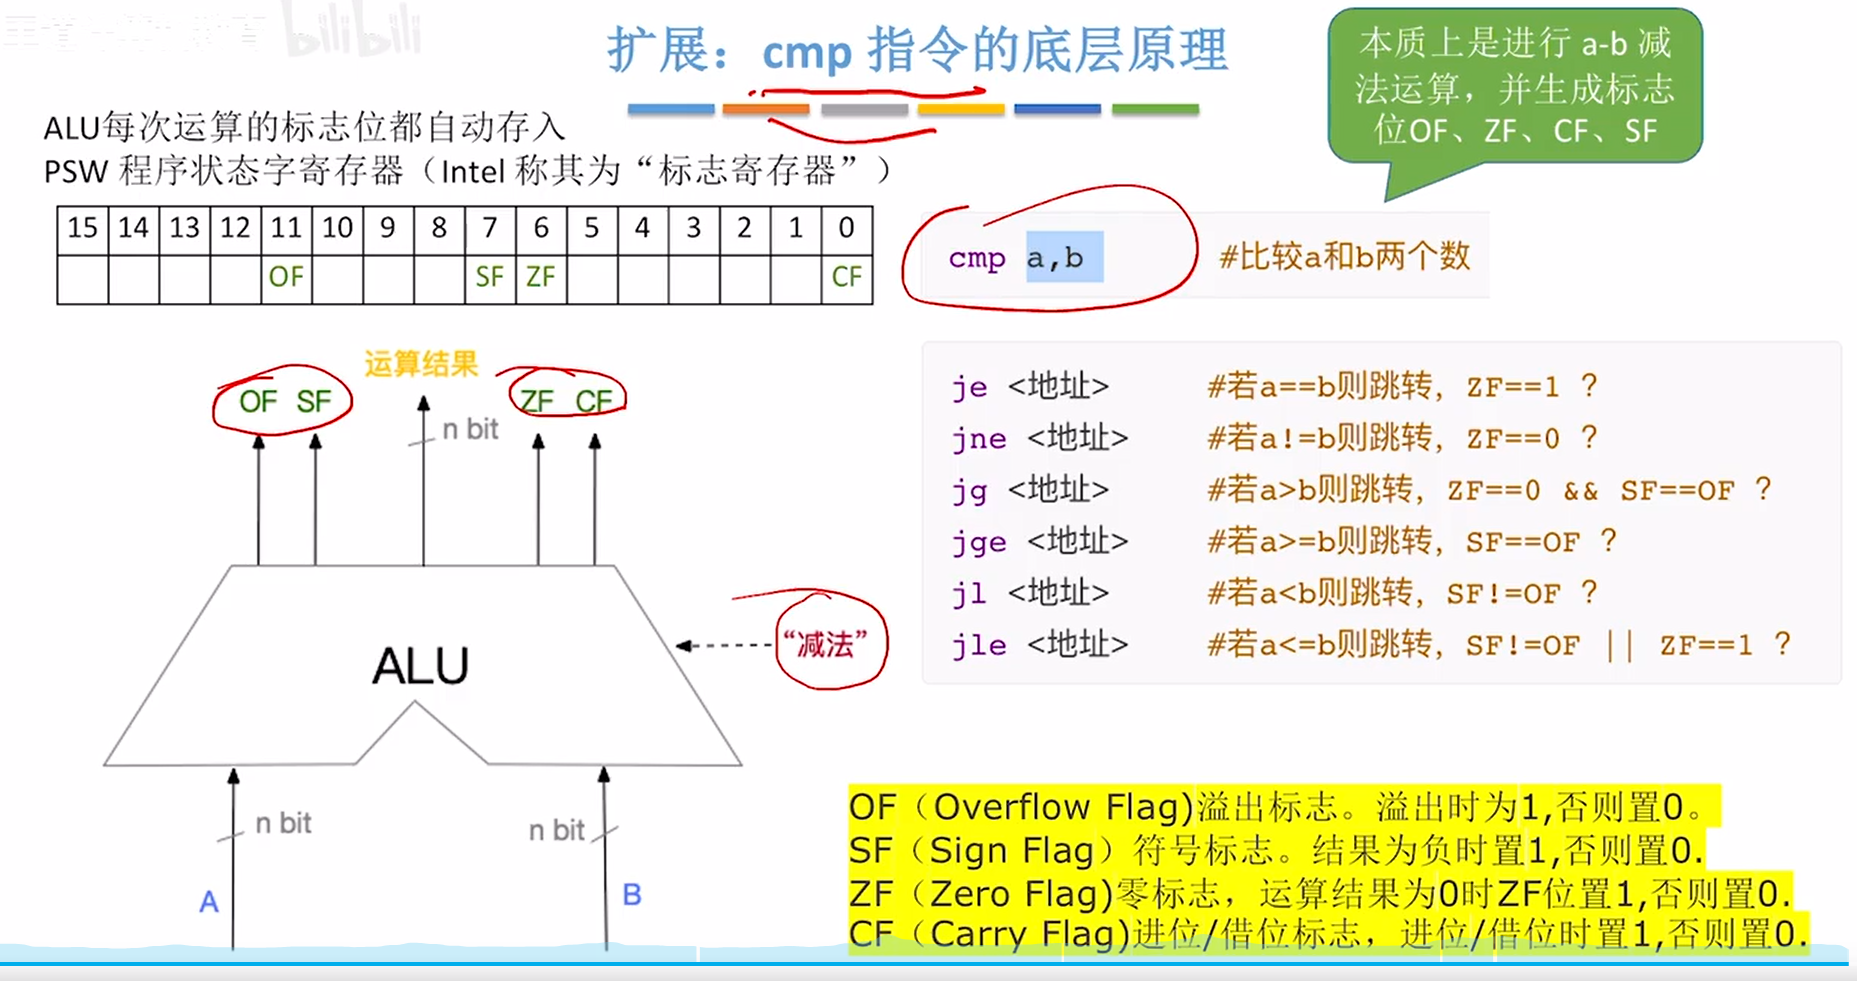 bilibili
扩展：cmp 指令的底层原理
本质上是进行 a-b 减
法运算，并生成标志
位OF、ZF、CF、SF
ALU每次运算的标志位都自动存入
PSW 程序状态字寄存器（Intel 称其为“标志寄存器”）
15 14 13 12 11 10 9 8 7 6 5 4 3 2 1 0
OF SF ZF CF
cmp a,b #比较a和b两个数
运算结果
OF SF ZF CF
n bit
“减法”
ALU
n bit n bit
A B
je <地址> #若a==b则跳转，ZF==1 ？
jne <地址> #若a!=b则跳转，ZF==0 ？
jg <地址> #若a>b则跳转，ZF==0 && SF==OF ？
jge <地址> #若a>=b则跳转，SF==OF ？
jl <地址> #若a<b则跳转，SF!=OF ？
jle <地址> #若a<=b则跳转，SF!=OF || ZF==1 ？
OF（Overflow Flag)溢出标志。溢出时为1,否则置0。
SF（Sign Flag）符号标志。结果为负时置1,否则置0.
ZF（Zero Flag)零标志，运算结果为0时ZF位置1,否则置0.
CF（Carry Flag)进位/借位标志，进位/借位时置1,否则置0.